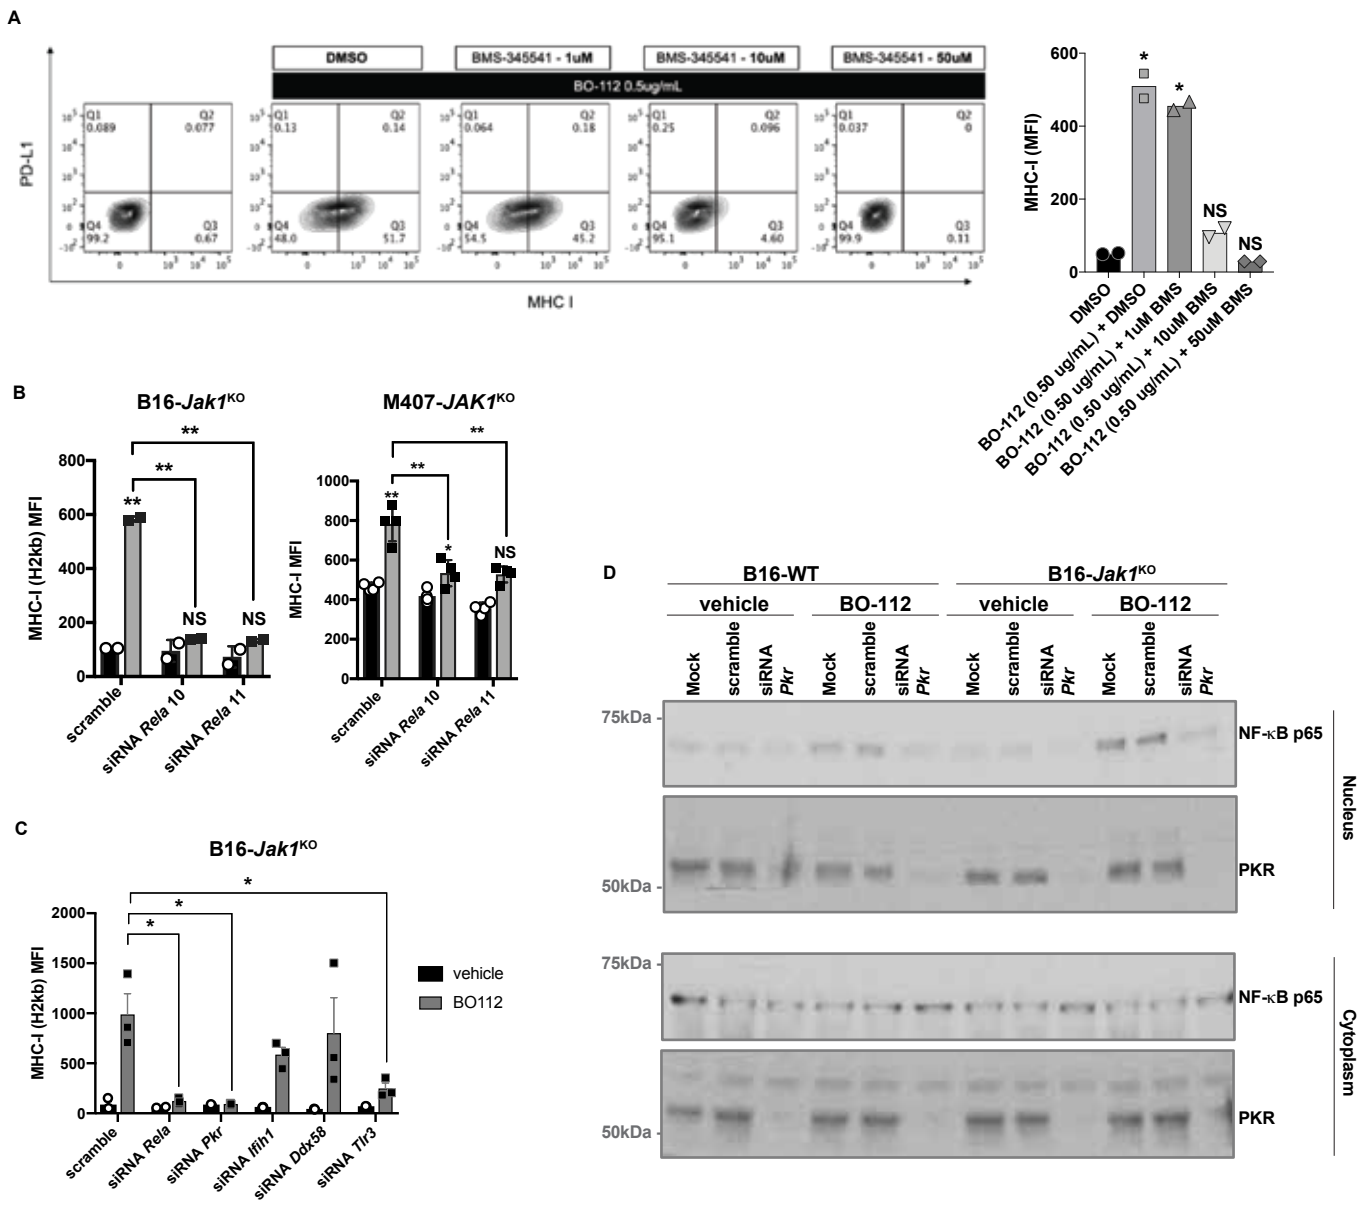 A
DMSO
BMS-345541 - 1uM
BMS-345541 - 10uM
BMS-345541 - 50uM
BO-112 0.5ug/mL
PD-L1
Q1 0.089
Q2 0.077
Q4 99.2
Q3 0.67
Q1 0.13
Q2 0.14
Q4 48.0
Q3 51.7
Q1 0.064
Q2 0.18
Q4 54.5
Q3 45.2
Q1 0.25
Q2 0.096
Q4 95.1
Q3 4.60
Q1 0.037
Q2 0
Q4 99.9
Q3 0.11
MHC I
MHC-I (MFI)
600
400
200
0
*
*
NS
NS
DMSO
BO-112 (0.50 ug/mL) + DMSO
BO-112 (0.50 ug/mL) + 1uM BMS
BO-112 (0.50 ug/mL) + 10uM BMS
BO-112 (0.50 ug/mL) + 50uM BMS
B
B16-Jak1KO
MHC-I (H2kb) MFI
800
600
400
200
0
**
**
**
NS
NS
scramble
siRNA Rela 10
siRNA Rela 11
M407-JAK1KO
MHC-I MFI
1000
800
600
400
200
0
**
**
**
*
NS
scramble
siRNA Rela 10
siRNA Rela 11
C
B16-Jak1KO
MHC-I (H2kb) MFI
2000
1500
1000
500
0
*
*
*
vehicle
BO112
scramble
siRNA Rela
siRNA Pkr
siRNA Ifih1
siRNA Ddx58
siRNA Tlr3
D
B16-WT
B16-Jak1KO
vehicle
BO-112
vehicle
BO-112
Mock
scramble
siRNA Pkr
Mock
scramble
siRNA Pkr
Mock
scramble
siRNA Pkr
Mock
scramble
siRNA Pkr
75kDa
NF-κB p65
50kDa
PKR
Nucleus
75kDa
NF-κB p65
50kDa
PKR
Cytoplasm